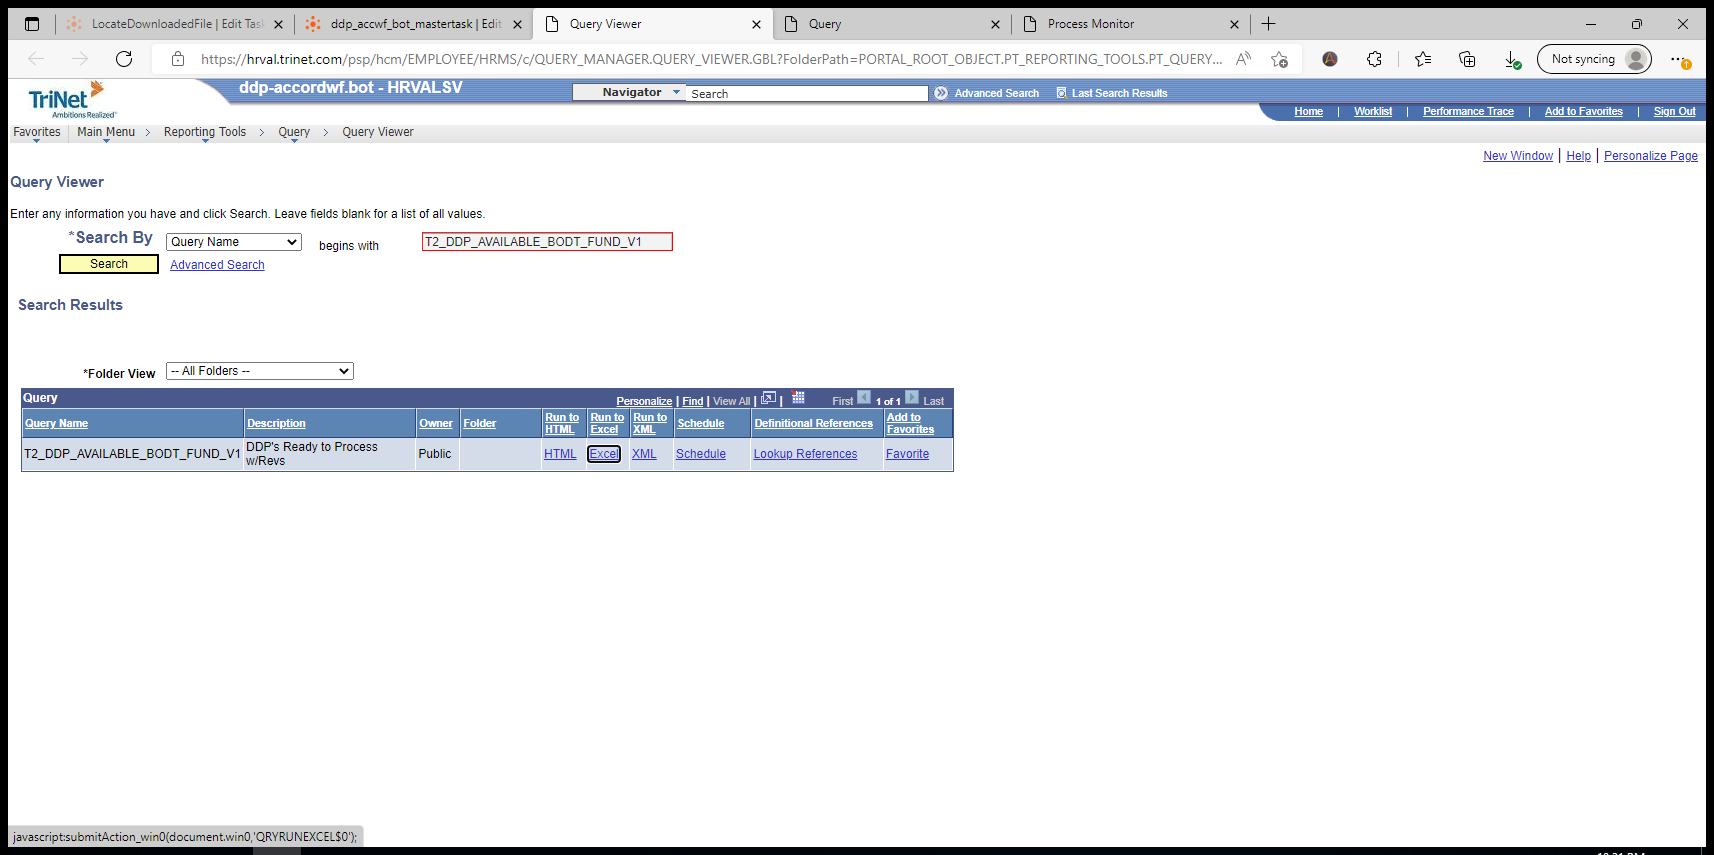 LocateDownloadedFile | Edit Task
ddp_accwf_bot_mastertask | Edit
Query Viewer
Query
Process Monitor
https://hrval.trinet.com/psp/hcm/EMPLOYEE/HRMS/c/QUERY_MANAGER.QUERY_VIEWER.GBL?FolderPath=PORTAL_ROOT_OBJECT.PT_REPORTING_TOOLS.PT_QUERY...
Not syncing
TriNet
Ambitions Realized
ddp-accordwf.bot - HRVALSV
Navigator
Search
Advanced Search
Last Search Results
Home | Worklist | Performance Trace | Add to Favorites | Sign Out
Favorites Main Menu > Reporting Tools > Query > Query Viewer
New Window | Help | Personalize Page
Query Viewer
Enter any information you have and click Search. Leave fields blank for a list of all values.
*Search By Query Name begins with T2_DDP_AVAILABLE_BODT_FUND_V1
Search Advanced Search
Search Results
*Folder View -- All Folders --
Query Personalize | Find | View All | | First 1 of 1 Last
Query Name Description Owner Folder Run to HTML Run to Excel Run to XML Schedule Definitional References Add to Favorites
T2_DDP_AVAILABLE_BODT_FUND_V1 DDP's Ready to Process w/Revs Public HTML Excel XML Schedule Lookup References Favorite
javascript:submitAction_win0(document.win0,'QRYRUNEXCEL$0');